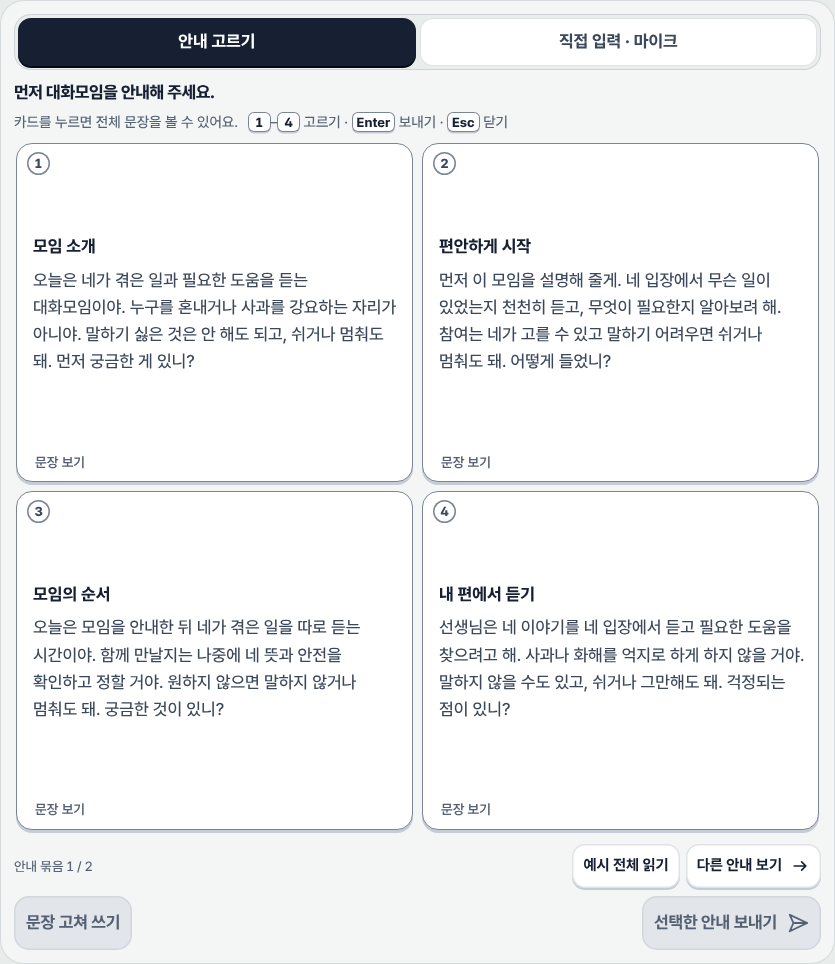 안내 고르기
직접 입력 · 마이크
먼저 대화모임을 안내해 주세요.
카드를 누르면 전체 문장을 볼 수 있어요. 1–4 고르기 · Enter 보내기 · Esc 닫기
1
모임 소개
오늘은 네가 겪은 일과 필요한 도움을 듣는
대화모임이야. 누구를 혼내거나 사과를 강요하는 자리가
아니야. 말하기 싫은 것은 안 해도 되고, 쉬거나 멈춰도
돼. 먼저 궁금한 게 있니?
문장 보기
2
편안하게 시작
먼저 이 모임을 설명해 줄게. 네 입장에서 무슨 일이
있었는지 천천히 듣고, 무엇이 필요한지 알아보려 해.
참여는 네가 고를 수 있고 말하기 어려우면 쉬거나
멈춰도 돼. 어떻게 들었니?
문장 보기
3
모임의 순서
오늘은 모임을 안내한 뒤 네가 겪은 일을 따로 듣는
시간이야. 함께 만날지는 나중에 네 뜻과 안전을
확인하고 정할 거야. 원하지 않으면 말하지 않거나
멈춰도 돼. 궁금한 것이 있니?
문장 보기
4
내 편에서 듣기
선생님은 네 이야기를 네 입장에서 듣고 필요한 도움을
찾으려고 해. 사과나 화해를 억지로 하게 하지 않을 거야.
말하지 않을 수도 있고, 쉬거나 그만해도 돼. 걱정되는
점이 있니?
문장 보기
안내 묶음 1 / 2
예시 전체 읽기
다른 안내 보기 →
문장 고쳐 쓰기
선택한 안내 보내기